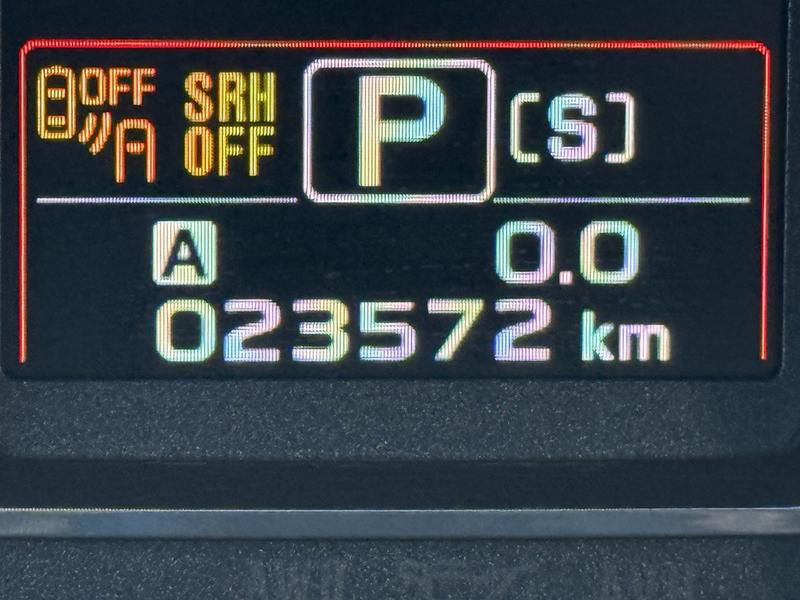 OFF SRH P [S]
A OFF
A 0.0
023572 km